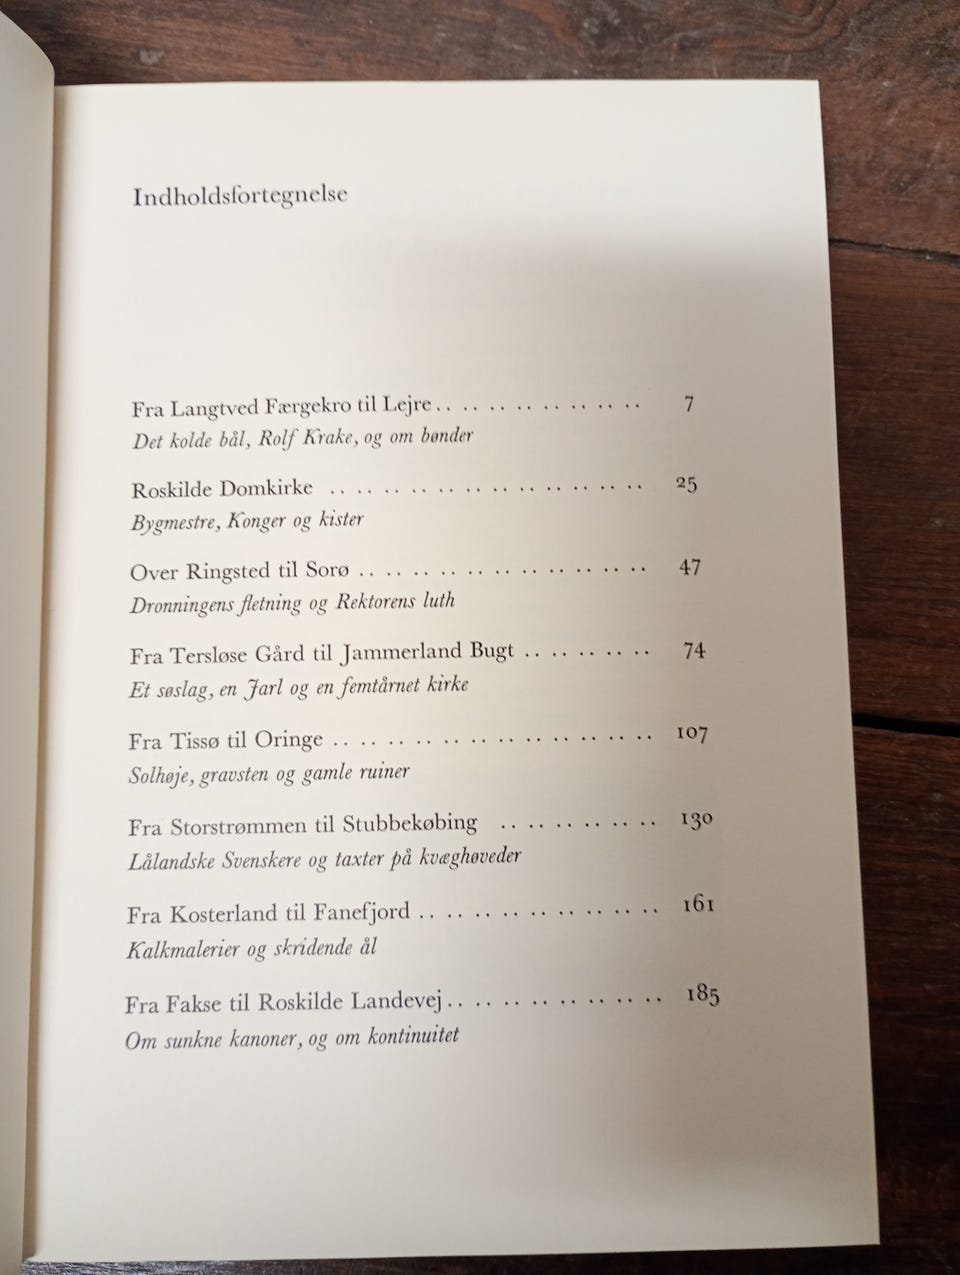 Indholdsfortegnelse
Fra Langtved Færgekro til Lejre.. .. .. .. .. .. .. .. 7
Det kolde bål, Rolf Krake, og om bønder
Roskilde Domkirke .. .. .. .. .. .. .. .. .. .. .. .. 25
Bygmestre, Konger og kister
Over Ringsted til Sorø .. .. .. .. .. .. .. .. .. .. .. 47
Dronningens fletning og Rektorens luth
Fra Tersløse Gård til Jammerland Bugt .. .. .. .. .. 74
Et søslag, en Jarl og en femtårnet kirke
Fra Tissø til Oringe .. .. .. .. .. .. .. .. .. .. .. .. 107
Solhøje, gravsten og gamle ruiner
Fra Storstrømmen til Stubbekøbing .. .. .. .. .. .. 130
Lålandske Svenskere og taxter på kvæghøveder
Fra Kosterland til Fanefjord .. .. .. .. .. .. .. .. .. 161
Kalkmalerier og skridende ål
Fra Fakse til Roskilde Landevej.. .. .. .. .. .. .. .. 185
Om sunkne kanoner, og om kontinuitet